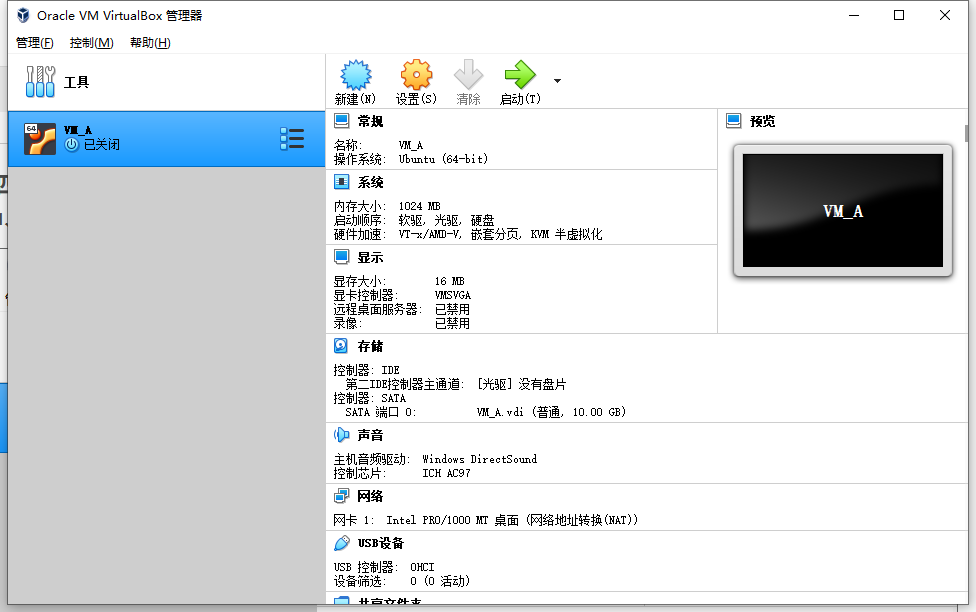 Oracle VM VirtualBox 管理器
管理(F) 控制(M) 帮助(H)
工具
新建(N) 设置(S) 清除 启动(T)
64
VM_A
已关闭
常规
名称: VM_A
操作系统: Ubuntu (64-bit)
系统
内存大小: 1024 MB
启动顺序: 软驱, 光驱, 硬盘
硬件加速: VT-x/AMD-V, 嵌套分页, KVM 半虚拟化
显示
显存大小: 16 MB
显卡控制器: VMSVGA
远程桌面服务器: 已禁用
录像: 已禁用
预览
VM_A
存储
控制器: IDE
第二IDE控制器主通道: [光驱] 没有盘片
控制器: SATA
SATA 端口 0: VM_A.vdi (普通, 10.00 GB)
声音
主机音频驱动: Windows DirectSound
控制芯片: ICH AC97
网络
网卡 1: Intel PRO/1000 MT 桌面 (网络地址转换(NAT))
USB设备
USB 控制器: OHCI
设备筛选: 0 (0 活动)
共享文件夹